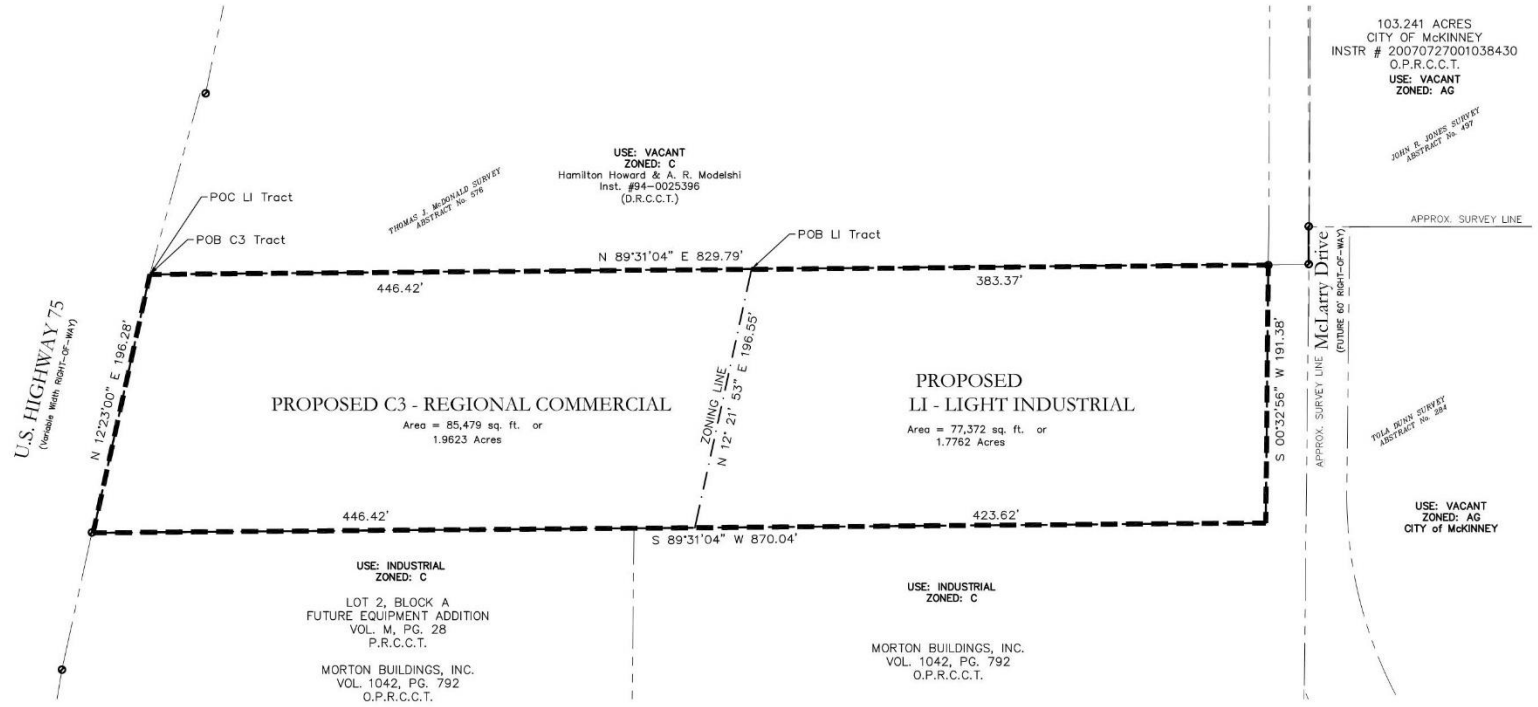 103.241 ACRES
CITY OF McKINNEY
INSTR # 20070727001038430
O.P.R.C.C.T.
USE: VACANT
ZONED: AG
JOHN R. JONES SURVEY
ABSTRACT No. 497
USE: VACANT
ZONED: C
Hamilton Howard & A. R. Modelshi
Inst. #94-0025396
(D.R.C.C.T.)
THOMAS J. McDONALD SURVEY
ABSTRACT No. 576
POC LI Tract
POB C3 Tract
POB LI Tract
APPROX. SURVEY LINE
N 89°31'04" E 829.79'
446.42'
383.37'
U.S. HIGHWAY 75
(Variable Width RIGHT-OF-WAY)
N 12°23'00" E 196.28'
PROPOSED C3 - REGIONAL COMMERCIAL
Area = 85,479 sq. ft. or
1.9623 Acres
ZONING LINE
N 12° 21' 53" E 196.55'
PROPOSED
LI - LIGHT INDUSTRIAL
Area = 77,372 sq. ft. or
1.7762 Acres
S 00°32'56" W 191.38'
APPROX. SURVEY LINE
McLarry Drive
(FUTURE 60' RIGHT-OF-WAY)
TOLA DUNN SURVEY
ABSTRACT No. 284
446.42'
423.62'
S 89°31'04" W 870.04'
USE: VACANT
ZONED: AG
CITY of McKINNEY
USE: INDUSTRIAL
ZONED: C
LOT 2, BLOCK A
FUTURE EQUIPMENT ADDITION
VOL. M, PG. 28
P.R.C.C.T.
MORTON BUILDINGS, INC.
VOL. 1042, PG. 792
O.P.R.C.C.T.
USE: INDUSTRIAL
ZONED: C
MORTON BUILDINGS, INC.
VOL. 1042, PG. 792
O.P.R.C.C.T.